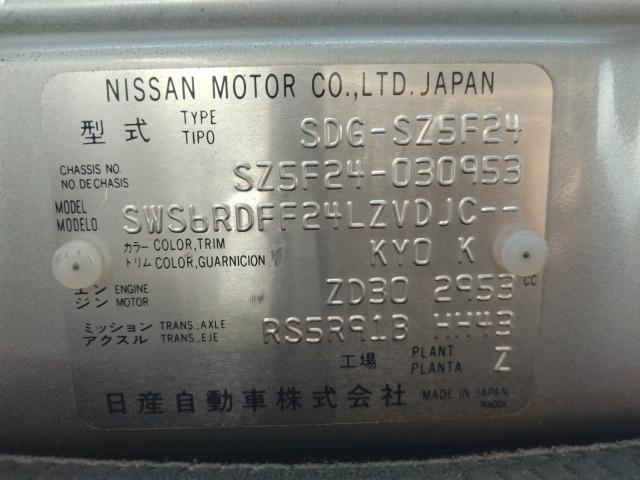 NISSAN MOTOR CO.,LTD.JAPAN
型式 TYPE TIPO SDG-SZ5F24
CHASSIS NO. NO.DE CHASIS SZ5F24-030953
MODEL MODELO SWS6RDFF24LZVDJC--
カラー COLOR,TRIM
トリム COLOR,GUARNICION KY0 K
エンジン ENGINE MOTOR ZD30 2953 CC
ミッション TRANS.,AXLE
アクスル TRANS.,EJE RS5R91B HH43
工場 PLANT PLANTA Z
日産自動車株式会社 MADE IN JAPAN